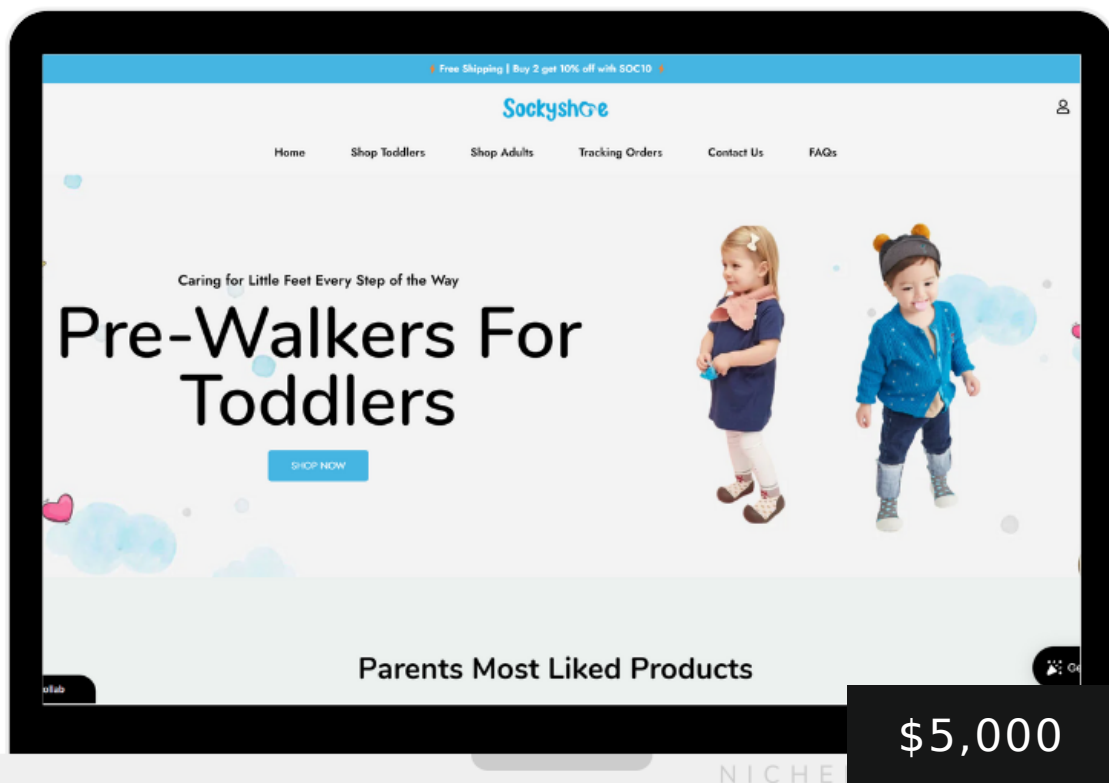 Free Shipping | Buy 2 get 10% off with SOC10
Sockyshoe
Home Shop Toddlers Shop Adults Tracking Orders Contact Us FAQs
Caring for Little Feet Every Step of the Way
Pre-Walkers For
Toddlers
SHOP NOW
Parents Most Liked Products
ollab
Ge
$5,000
NICHE